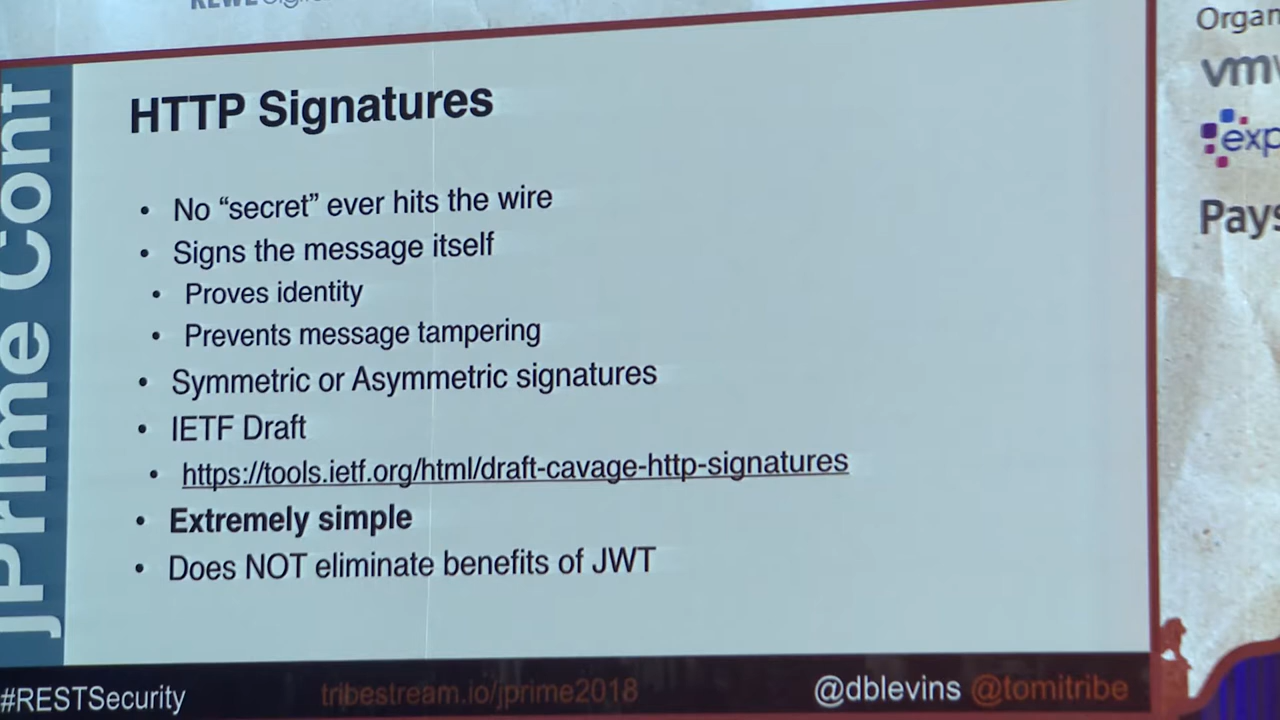 HTTP Signatures
• No “secret” ever hits the wire
• Signs the message itself
• Proves identity
• Prevents message tampering
• Symmetric or Asymmetric signatures
• IETF Draft
• https://tools.ietf.org/html/draft-cavage-http-signatures
• Extremely simple
• Does NOT eliminate benefits of JWT
jPrime Conf
#RESTSecurity
tribestream.io/jprime2018
@dblevins @tomitribe